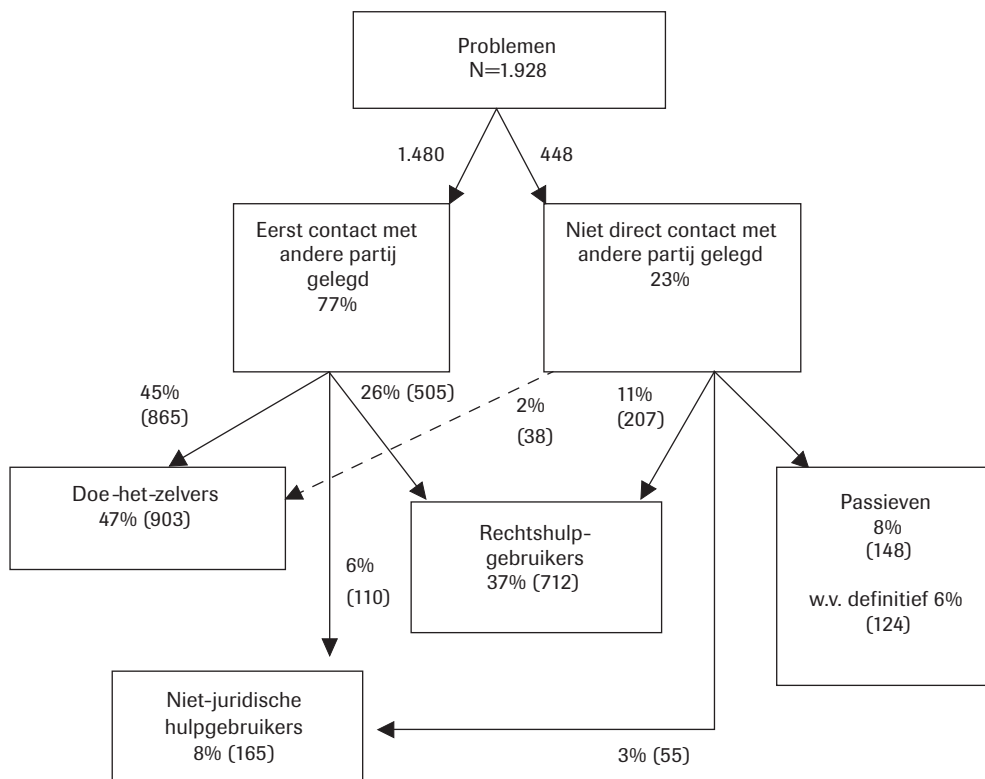 Problemen
N=1.928
1.480
448
Eerst contact met
andere partij
gelegd
77%
Niet direct contact met
andere partij gelegd
23%
45%
(865)
26% (505)
2%
(38)
11%
(207)
Doe-het-zelvers
47% (903)
6%
(110)
Rechtshulp-
gebruikers
37% (712)
Passieven
8%
(148)
w.v. definitief 6%
(124)
Niet-juridische
hulpgebruikers
8% (165)
3% (55)